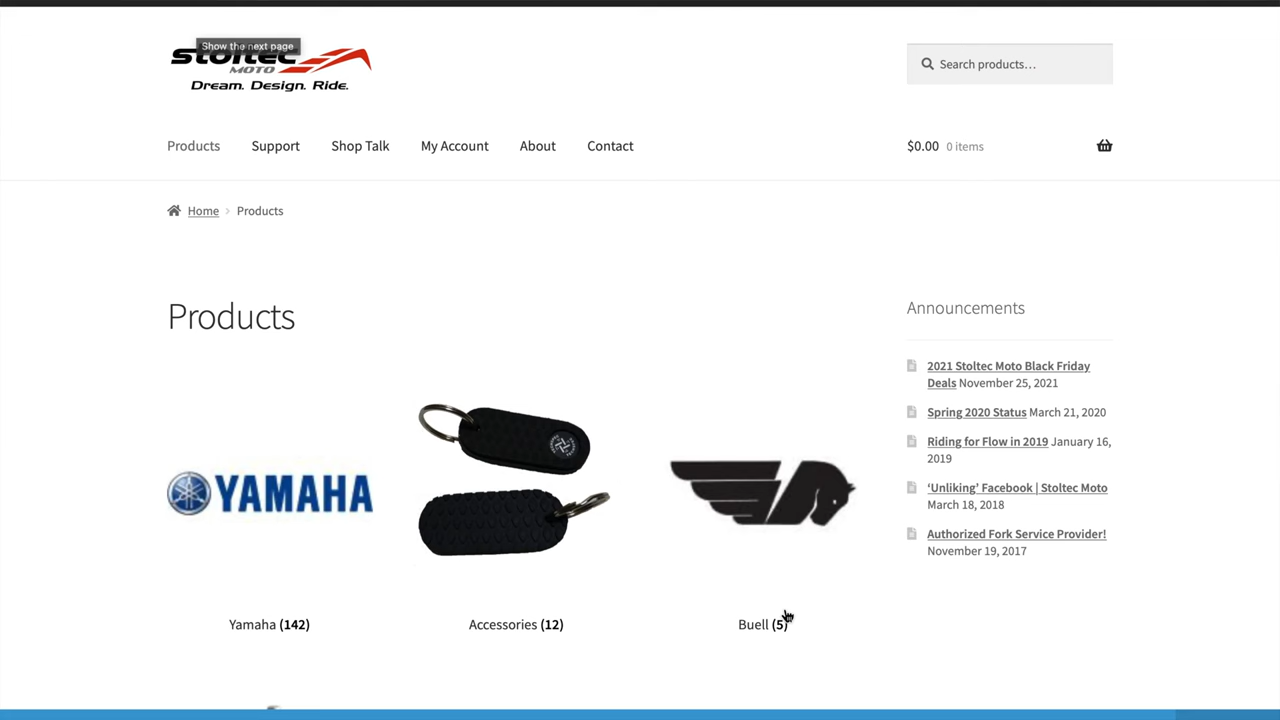 Show the next page
Stoltec
MOTO
Dream. Design. Ride.
Search products…
Products Support Shop Talk My Account About Contact
$0.00 0 items
Home › Products
Products
Announcements
2021 Stoltec Moto Black Friday
Deals November 25, 2021
Spring 2020 Status March 21, 2020
Riding for Flow in 2019 January 16,
2019
‘Unliking’ Facebook | Stoltec Moto
March 18, 2018
Authorized Fork Service Provider!
November 19, 2017
YAMAHA
Yamaha (142)
Accessories (12)
Buell (5)